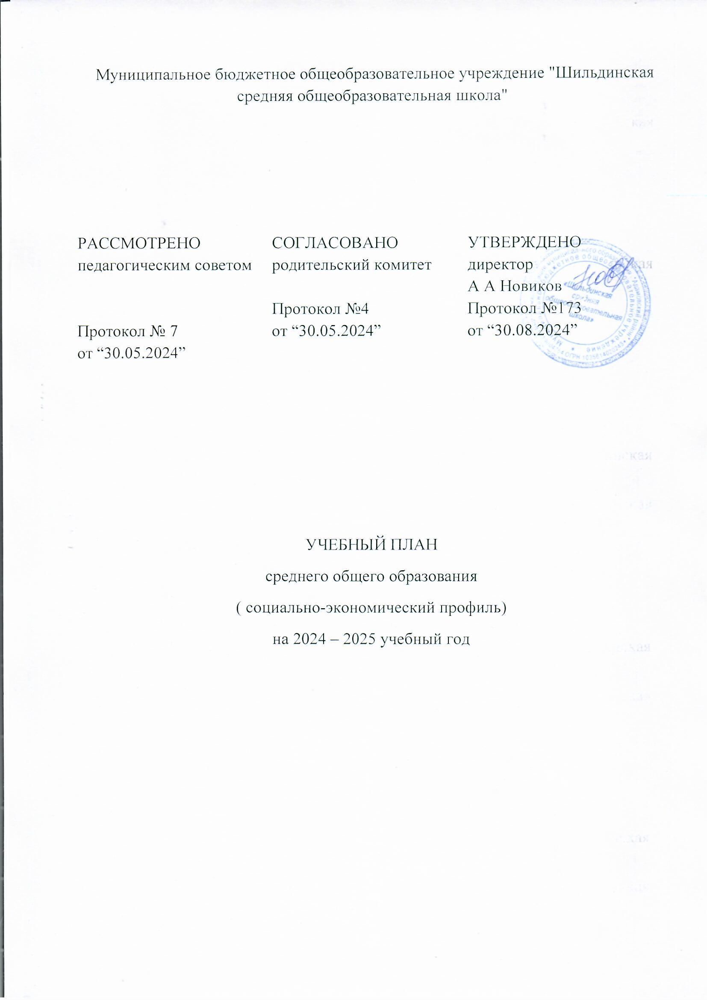 Муниципальное бюджетное общеобразовательное учреждение "Шильдинская
средняя общеобразовательная школа"
РАССМОТРЕНО
педагогическим советом
Протокол № 7
от “30.05.2024”
СОГЛАСОВАНО
родительский комитет
Протокол №4
от “30.05.2024”
УТВЕРЖДЕНО
директор
А А Новиков
Протокол №173
от “30.08.2024”
«Шильдинская
средняя
общеобразовательная
школа»
УЧЕБНЫЙ ПЛАН
среднего общего образования
( социально-экономический профиль)
на 2024 – 2025 учебный год